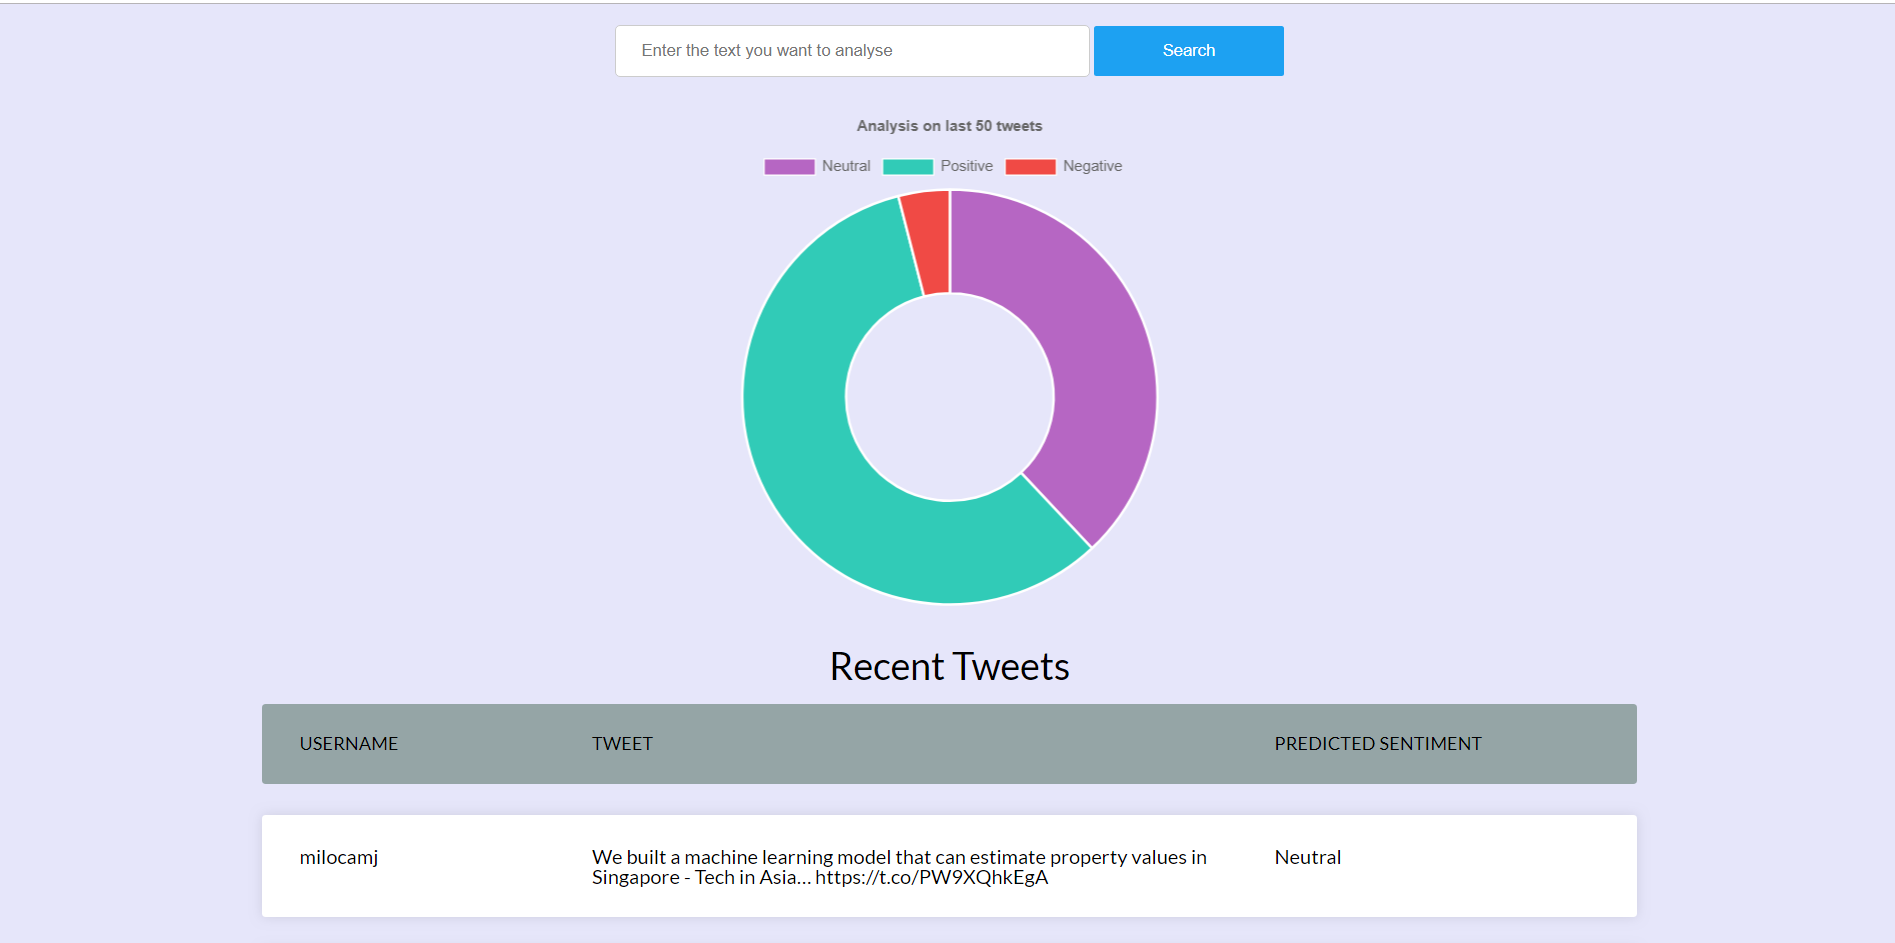 Enter the text you want to analyse
Search
Analysis on last 50 tweets
Neutral Positive Negative
Recent Tweets
USERNAME TWEET PREDICTED SENTIMENT
milocamj We built a machine learning model that can estimate property values in Neutral
Singapore - Tech in Asia… https://t.co/PW9XQhkEgA